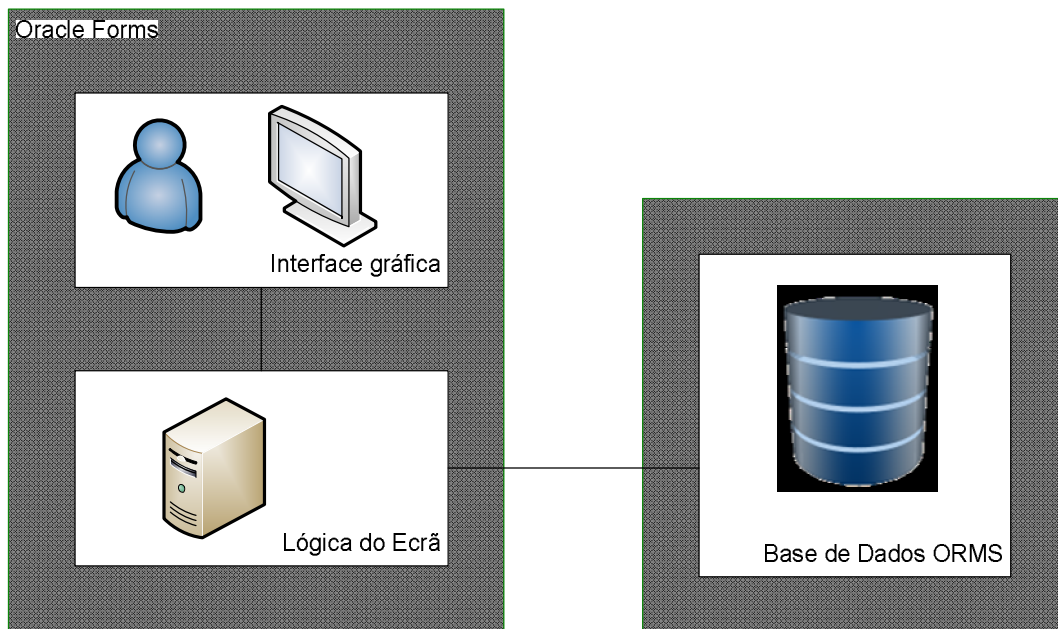 Oracle Forms
Interface gráfica
Lógica do Ecrã
Base de Dados ORMS